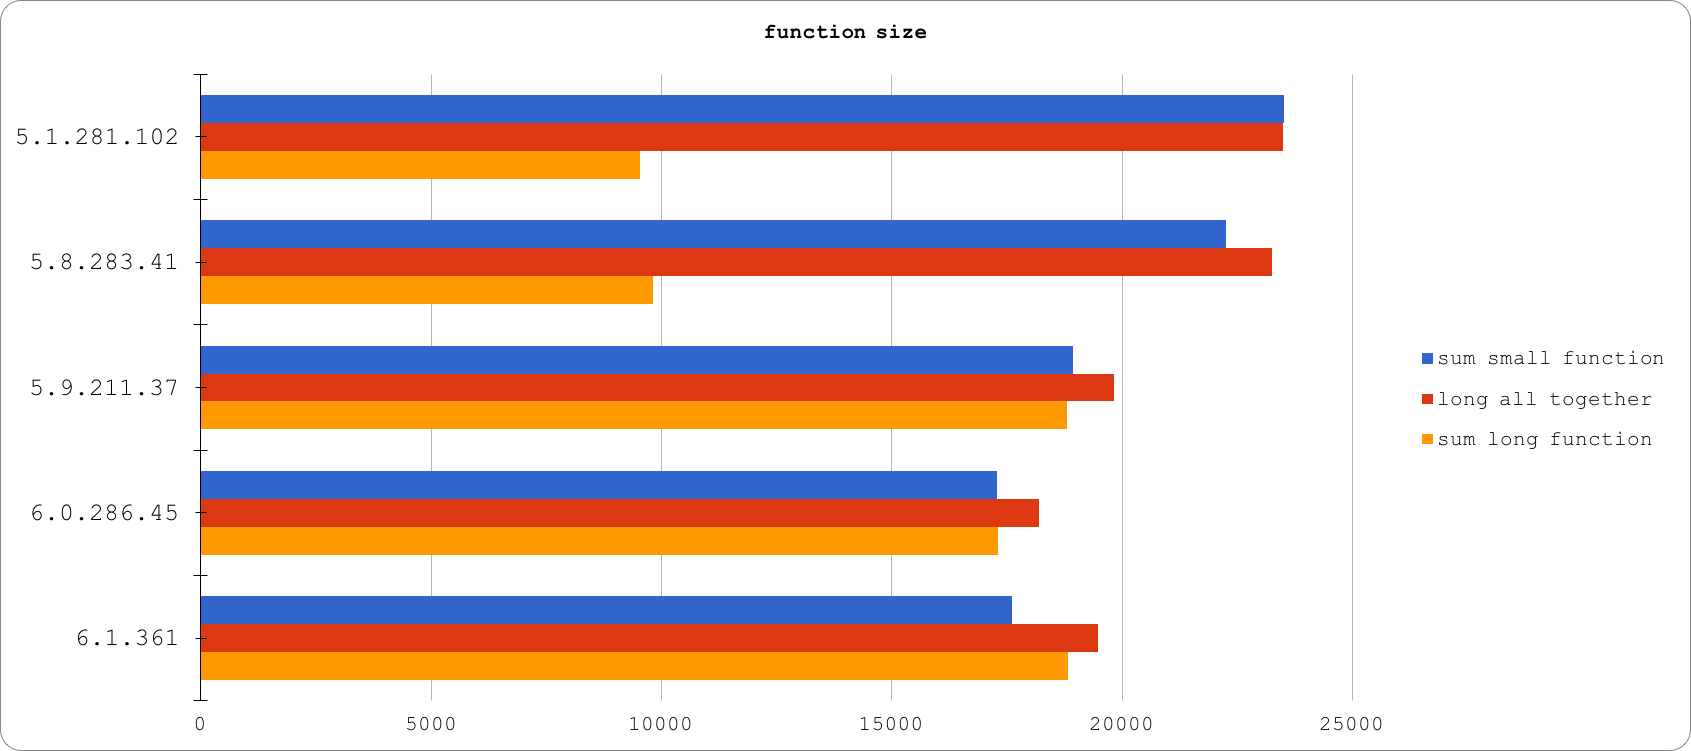 function size
5.1.281.102
5.8.283.41
5.9.211.37
6.0.286.45
6.1.361
sum small function
long all together
sum long function
0 5000 10000 15000 20000 25000